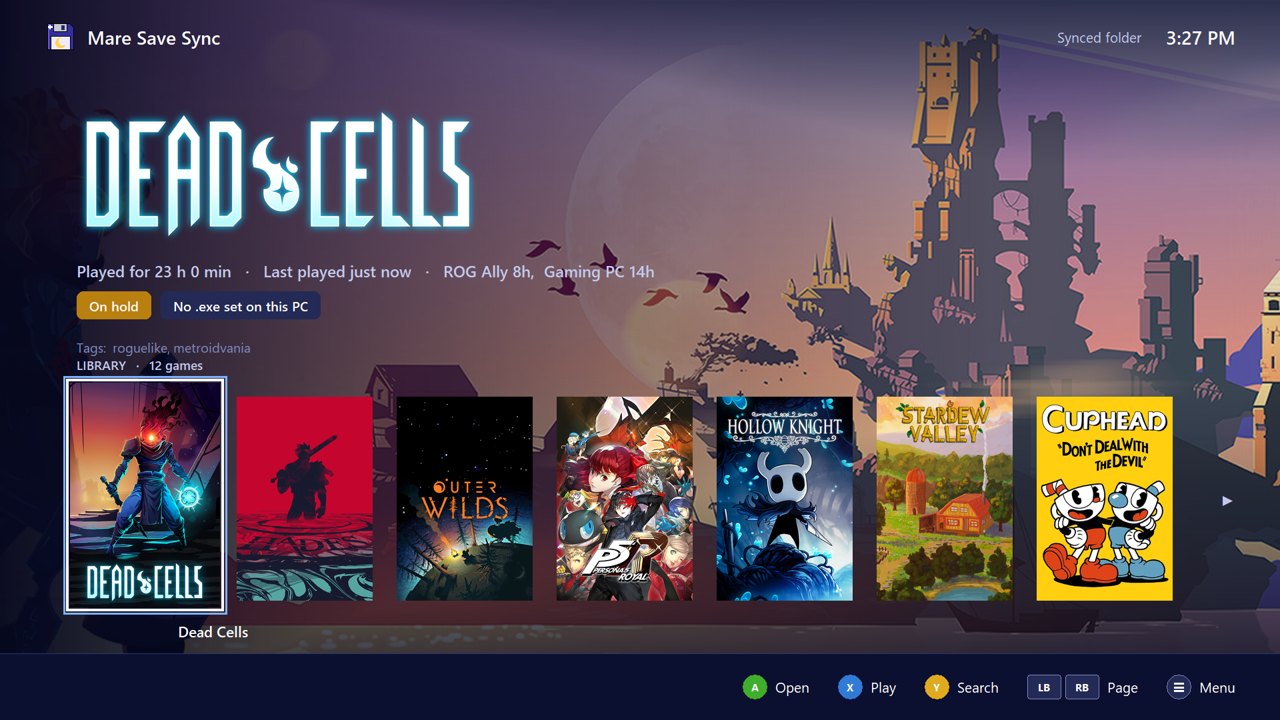 Mare Save Sync
Synced folder 3:27 PM
DEAD CELLS
Played for 23 h 0 min · Last played just now · ROG Ally 8h, Gaming PC 14h
On hold No .exe set on this PC
Tags: roguelike, metroidvania
LIBRARY · 12 games
DEAD CELLS
HADES
OUTER
WILDS
P5R
PERSONA5
ROYAL
HOLLOW KNIGHT
STARDEW
VALLEY
CUPHEAD
"DON'T DEAL WITH
THE DEVIL"
Dead Cells
A Open X Play Y Search LB RB Page Menu